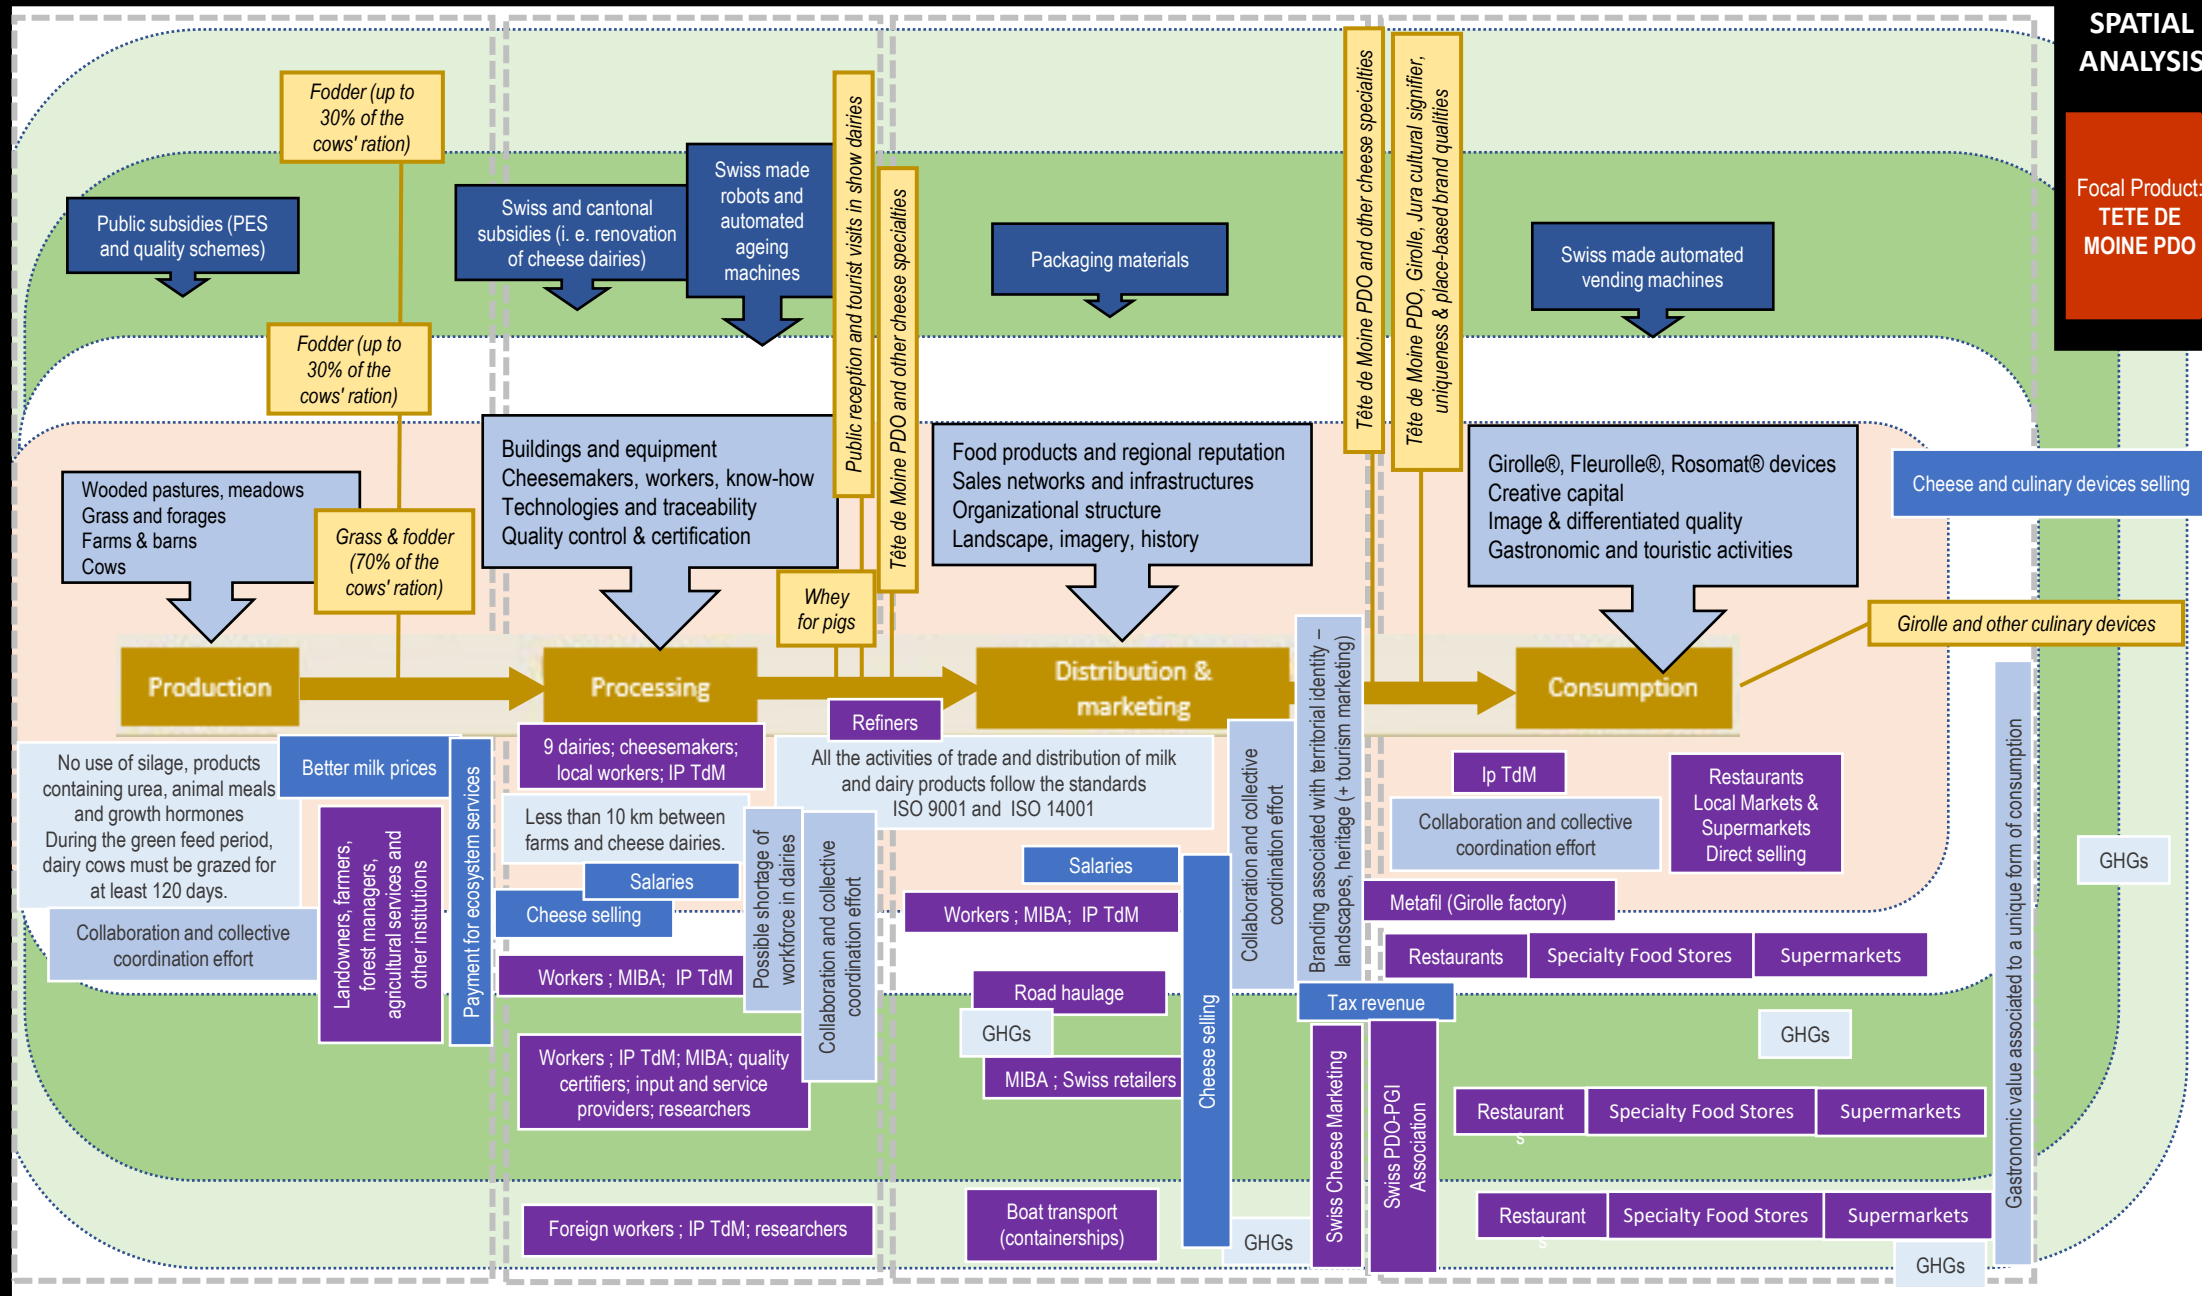 SPATIAL
ANALYSIS
Focal Product:
TETE DE
MOINE PDO
Fodder (up to
30% of the
cows' ration)
Public subsidies (PES
and quality schemes)
Swiss and cantonal
subsidies (i. e. renovation
of cheese dairies)
Swiss made
robots and
automated
ageing
machines
Public reception and tourist visits in show dairies
Tête de Moine PDO and other cheese specialties
Packaging materials
Tête de Moine PDO and other cheese specialties
Tête de Moine PDO, Girolle, Jura cultural signifier,
uniqueness & place-based brand qualities
Swiss made automated
vending machines
Fodder (up to
30% of the
cows' ration)
Wooded pastures, meadows
Grass and forages
Farms & barns
Cows
Grass & fodder
(70% of the
cows' ration)
Buildings and equipment
Cheesemakers, workers, know-how
Technologies and traceability
Quality control & certification
Whey
for pigs
Food products and regional reputation
Sales networks and infrastructures
Organizational structure
Landscape, imagery, history
Girolle®, Fleurolle®, Rosomat® devices
Creative capital
Image & differentiated quality
Gastronomic and touristic activities
Cheese and culinary devices selling
Girolle and other culinary devices
Production
Processing
Distribution &
marketing
Consumption
No use of silage, products
containing urea, animal meals
and growth hormones
During the green feed period,
dairy cows must be grazed for
at least 120 days.
Better milk prices
Landowners, farmers,
forest managers,
agricultural services and
other institutions
Payment for ecosystem services
Collaboration and collective
coordination effort
9 dairies; cheesemakers;
local workers; IP TdM
Less than 10 km between
farms and cheese dairies.
Salaries
Cheese selling
Workers ; MIBA; IP TdM
Possible shortage of
workforce in dairies
Collaboration and collective
coordination effort
Workers ; IP TdM; MIBA; quality
certifiers; input and service
providers; researchers
Foreign workers ; IP TdM; researchers
Refiners
All the activities of trade and distribution of milk
and dairy products follow the standards
ISO 9001 and ISO 14001
Salaries
Workers ; MIBA; IP TdM
Road haulage
GHGs
MIBA ; Swiss retailers
Boat transport
(containerships)
Cheese selling
GHGs
Collaboration and collective
coordination effort
Branding associated with territorial identity –
landscapes, heritage (+ tourism marketing)
Tax revenue
Swiss Cheese Marketing
Swiss PDO-PGI
Association
Ip TdM
Collaboration and collective
coordination effort
Restaurants
Local Markets &
Supermarkets
Direct selling
Metafil (Girolle factory)
Restaurants
Specialty Food Stores
Supermarkets
GHGs
Restaurant
s
Specialty Food Stores
Supermarkets
Restaurant
s
Specialty Food Stores
Supermarkets
GHGs
Gastronomic value associated to a unique form of consumption
GHGs